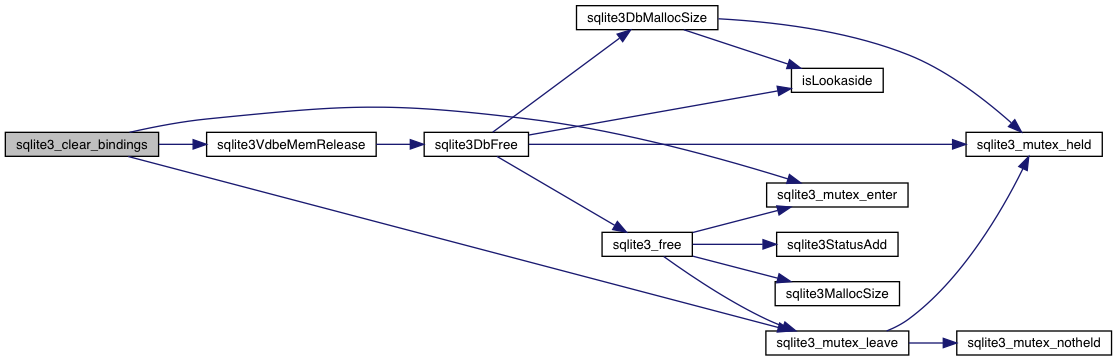 sqlite3DbMallocSize
isLookaside
sqlite3_clear_bindings
sqlite3VdbeMemRelease
sqlite3DbFree
sqlite3_mutex_held
sqlite3_mutex_enter
sqlite3_free
sqlite3StatusAdd
sqlite3MallocSize
sqlite3_mutex_leave
sqlite3_mutex_notheld